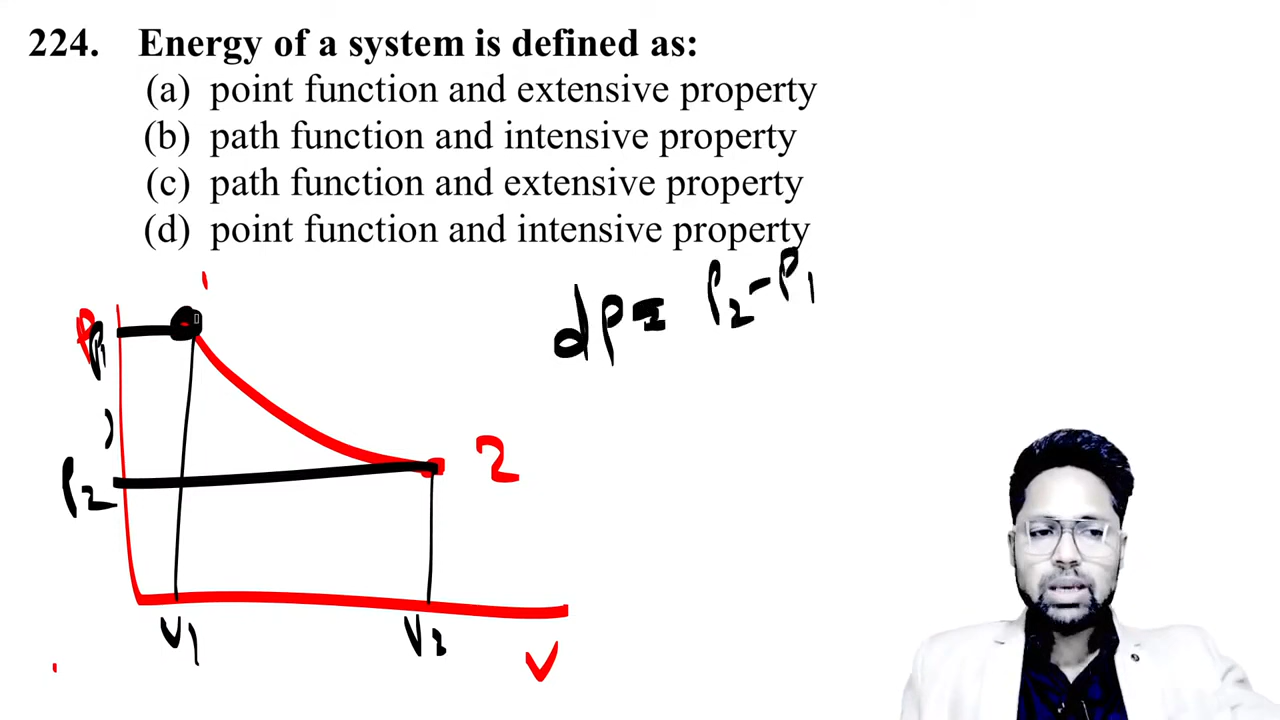 224. Energy of a system is defined as:
(a) point function and extensive property
(b) path function and intensive property
(c) path function and extensive property
(d) point function and intensive property
dP = P2 - P1
P
P1
P2
1
2
V1
V2
V